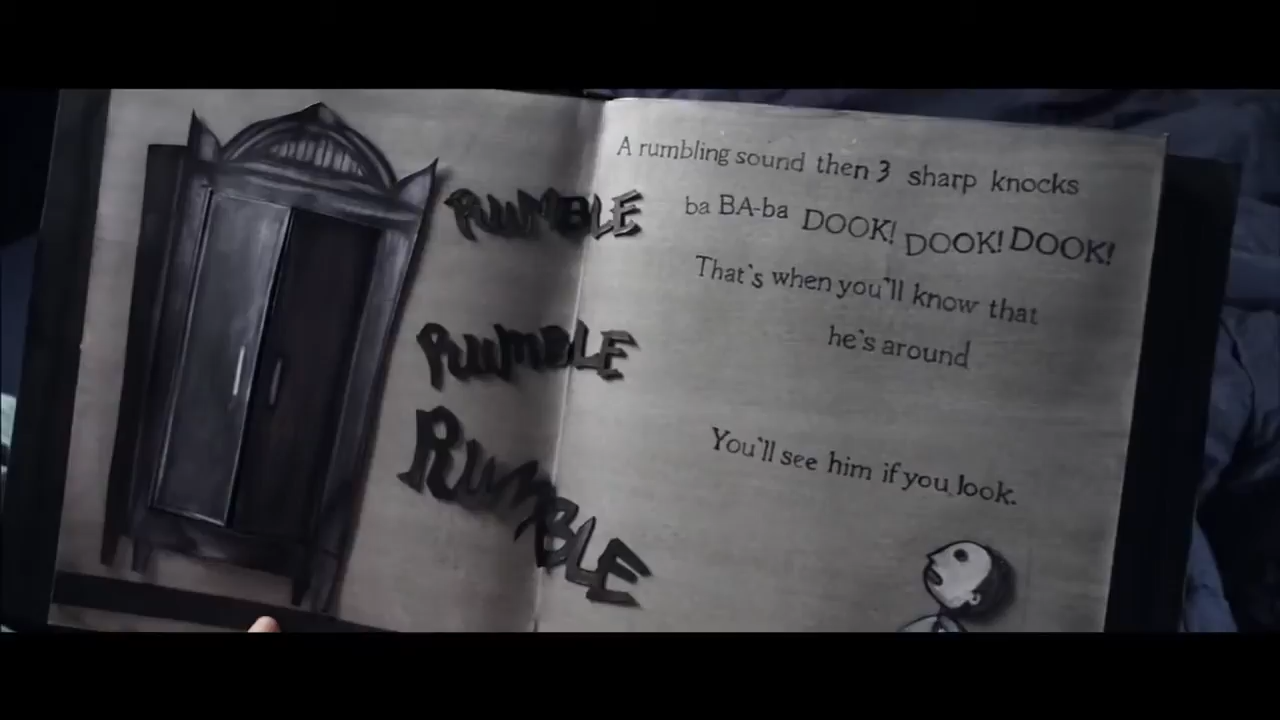 RUMBLE
RUMBLE
RUMBLE
A rumbling sound then 3 sharp knocks
ba BA-ba DOOK! DOOK! DOOK!
That's when you'll know that
he's around
You'll see him if you look.